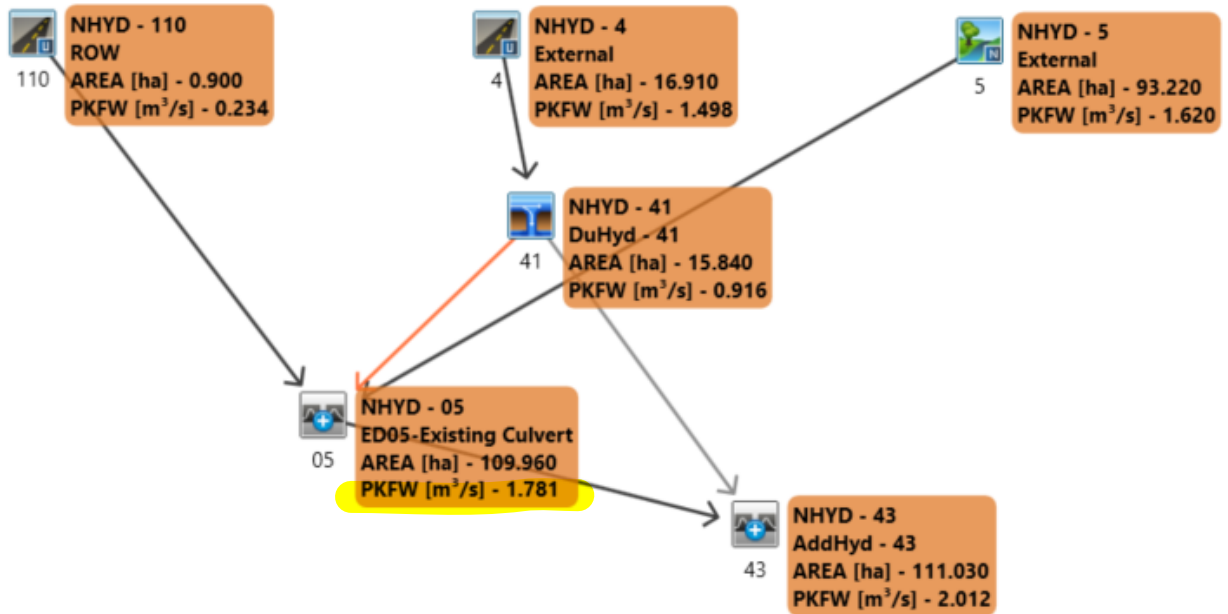 NHYD - 110
ROW
AREA [ha] - 0.900
PKFW [m³/s] - 0.234
U
110
NHYD - 4
External
AREA [ha] - 16.910
PKFW [m³/s] - 1.498
U
4
NHYD - 5
External
AREA [ha] - 93.220
PKFW [m³/s] - 1.620
N
5
NHYD - 41
DuHyd - 41
AREA [ha] - 15.840
PKFW [m³/s] - 0.916
41
NHYD - 05
ED05-Existing Culvert
AREA [ha] - 109.960
PKFW [m³/s] - 1.781
05
NHYD - 43
AddHyd - 43
AREA [ha] - 111.030
PKFW [m³/s] - 2.012
43